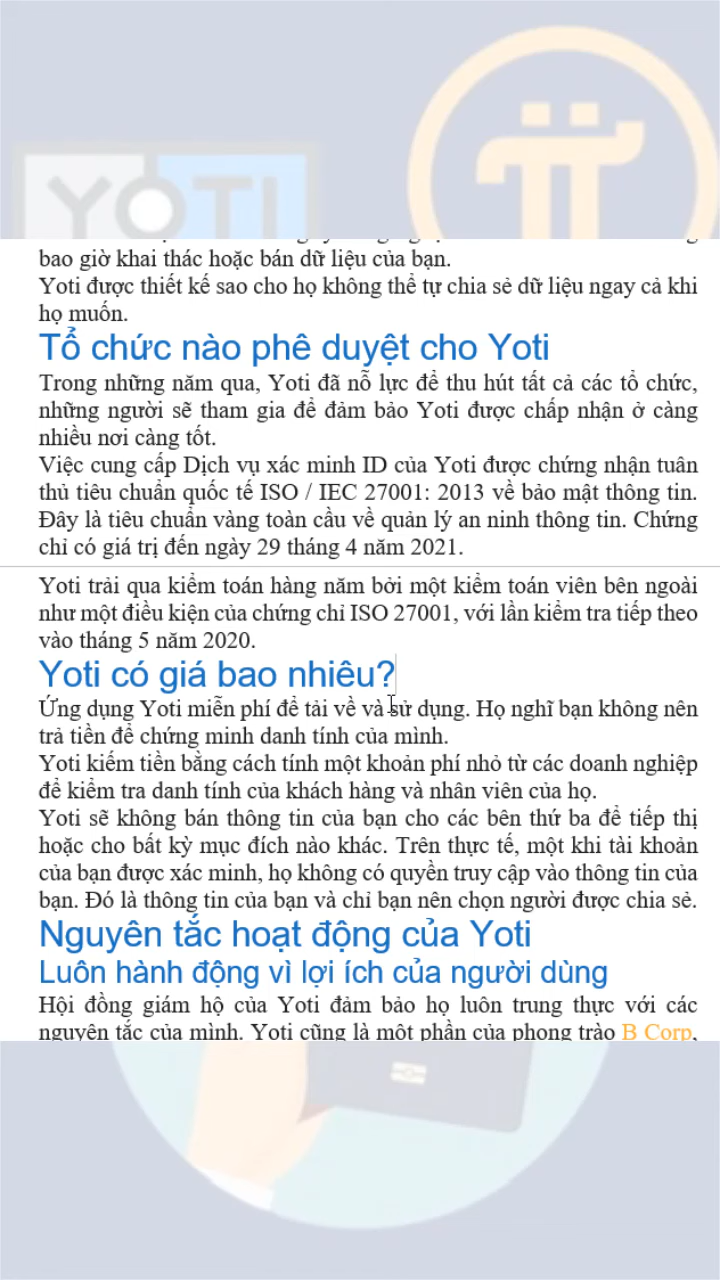 YOTI
bao giờ khai thác hoặc bán dữ liệu của bạn.
Yoti được thiết kế sao cho họ không thể tự chia sẻ dữ liệu ngay cả khi
họ muốn.
Tổ chức nào phê duyệt cho Yoti
Trong những năm qua, Yoti đã nỗ lực để thu hút tất cả các tổ chức,
những người sẽ tham gia để đảm bảo Yoti được chấp nhận ở càng
nhiều nơi càng tốt.
Việc cung cấp Dịch vụ xác minh ID của Yoti được chứng nhận tuân
thủ tiêu chuẩn quốc tế ISO / IEC 27001: 2013 về bảo mật thông tin.
Đây là tiêu chuẩn vàng toàn cầu về quản lý an ninh thông tin. Chứng
chỉ có giá trị đến ngày 29 tháng 4 năm 2021.
Yoti trải qua kiểm toán hàng năm bởi một kiểm toán viên bên ngoài
như một điều kiện của chứng chỉ ISO 27001, với lần kiểm tra tiếp theo
vào tháng 5 năm 2020.
Yoti có giá bao nhiêu?
Ứng dụng Yoti miễn phí để tải về và sử dụng. Họ nghĩ bạn không nên
trả tiền để chứng minh danh tính của mình.
Yoti kiếm tiền bằng cách tính một khoản phí nhỏ từ các doanh nghiệp
để kiểm tra danh tính của khách hàng và nhân viên của họ.
Yoti sẽ không bán thông tin của bạn cho các bên thứ ba để tiếp thị
hoặc cho bất kỳ mục đích nào khác. Trên thực tế, một khi tài khoản
của bạn được xác minh, họ không có quyền truy cập vào thông tin của
bạn. Đó là thông tin của bạn và chỉ bạn nên chọn người được chia sẻ.
Nguyên tắc hoạt động của Yoti
Luôn hành động vì lợi ích của người dùng
Hội đồng giám hộ của Yoti đảm bảo họ luôn trung thực với các
nguyên tắc của mình. Yoti cũng là một phần của phong trào B Corp,